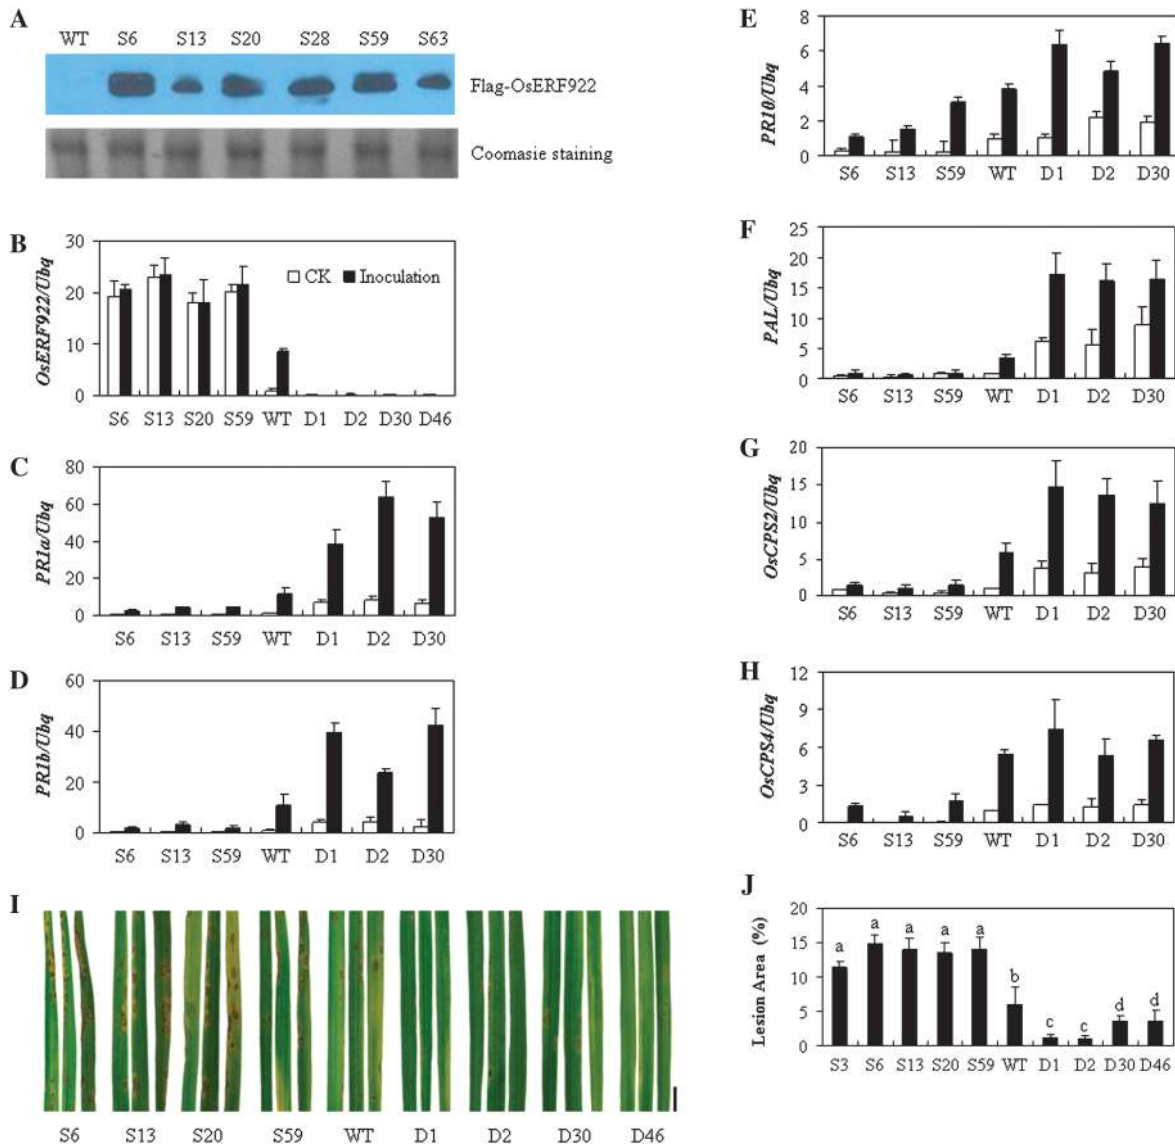 A
WT S6 S13 S20 S28 S59 S63
Flag-OsERF922
Coomasie staining
B
OsERF922/Ubq
30
20
10
0
CK Inoculation
S6 S13 S20 S59 WT D1 D2 D30 D46
C
PR1a/Ubq
80
60
40
20
0
S6 S13 S59 WT D1 D2 D30
D
PR1b/Ubq
60
40
20
0
S6 S13 S59 WT D1 D2 D30
E
PR10/Ubq
8
6
4
2
0
S6 S13 S59 WT D1 D2 D30
F
PAL/Ubq
25
20
15
10
5
0
S6 S13 S59 WT D1 D2 D30
G
OsCPS2/Ubq
20
15
10
5
0
S6 S13 S59 WT D1 D2 D30
H
OsCPS4/Ubq
12
9
6
3
0
S6 S13 S59 WT D1 D2 D30
I
S6 S13 S20 S59 WT D1 D2 D30 D46
J
Lesion Area (%)
20
15
10
5
0
a a a a a b c c d d
S3 S6 S13 S20 S59 WT D1 D2 D30 D46